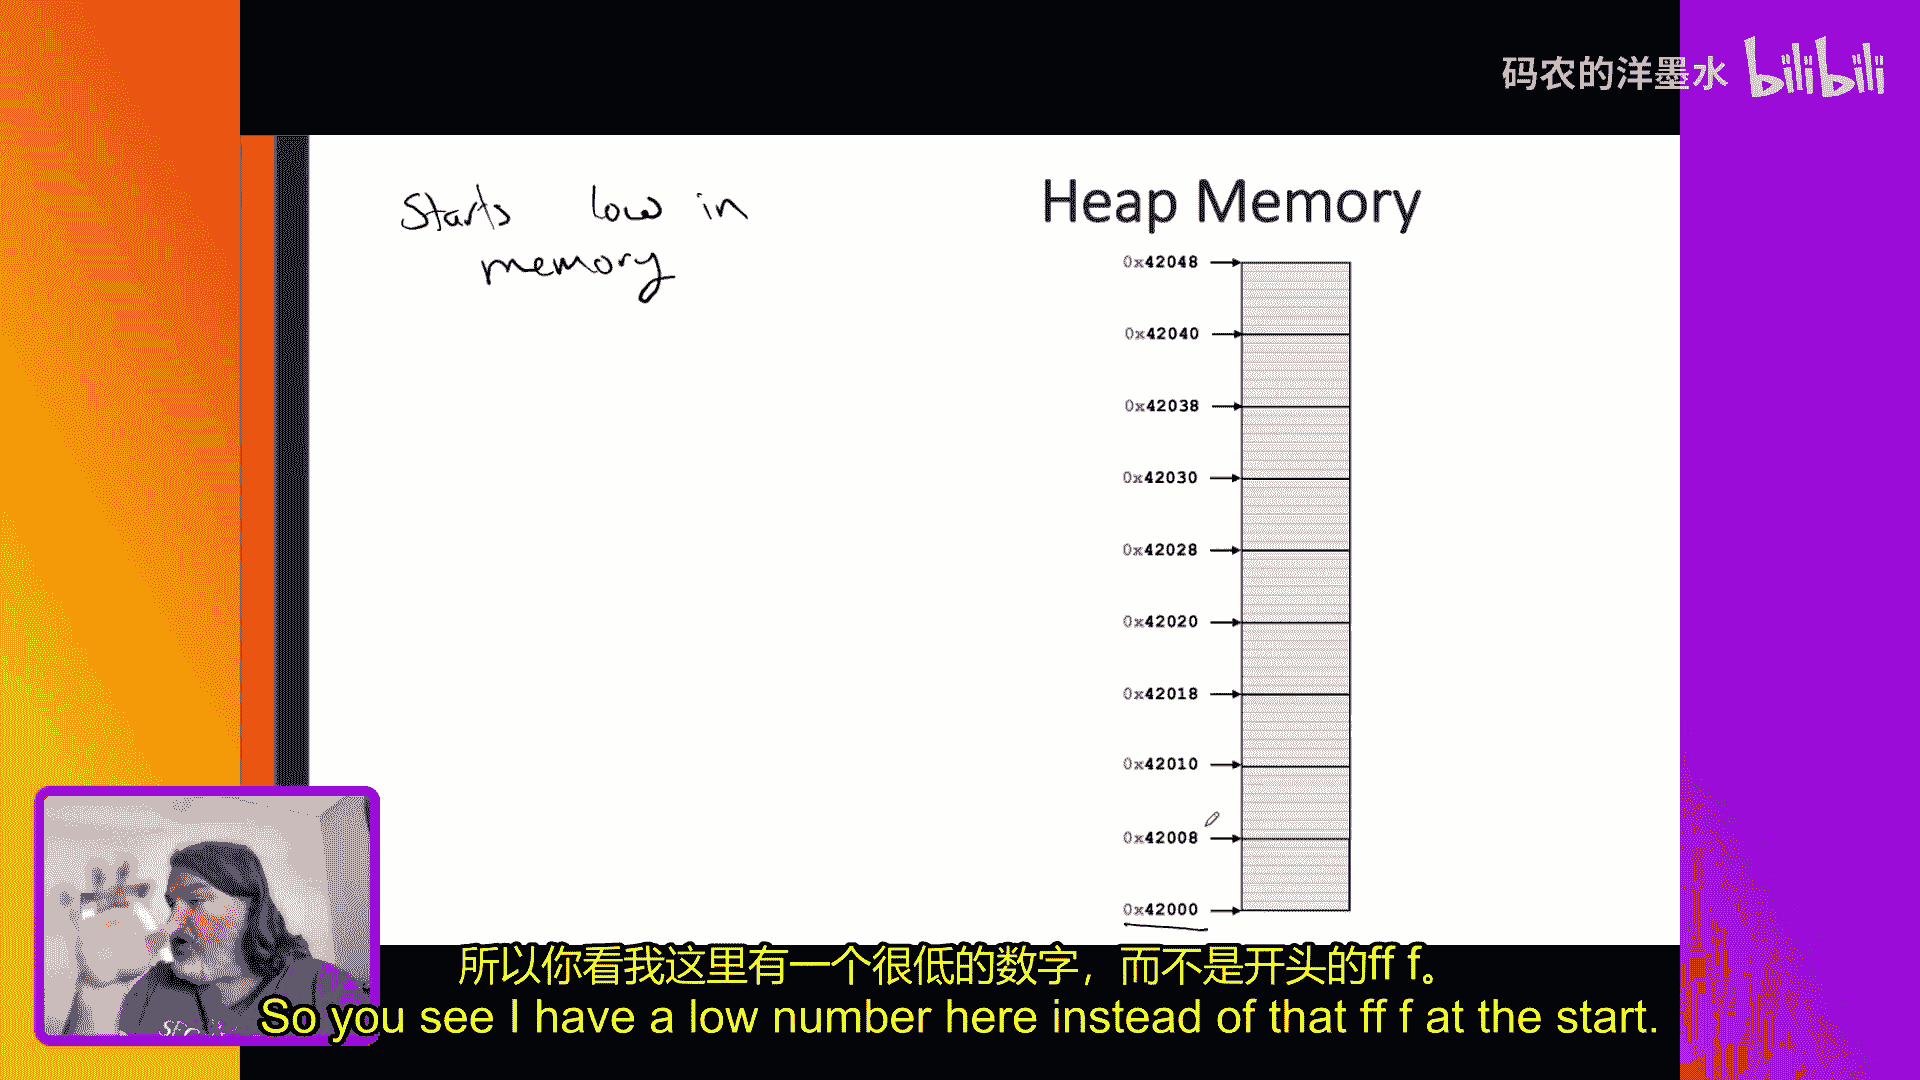 码农的洋墨水 bilibili
Starts low in
memory
Heap Memory
0x42048
0x42040
0x42038
0x42030
0x42028
0x42020
0x42018
0x42010
0x42008
0x42000
所以你看我这里有一个很低的数字，而不是开头的ff f。
So you see I have a low number here instead of that ff f at the start.